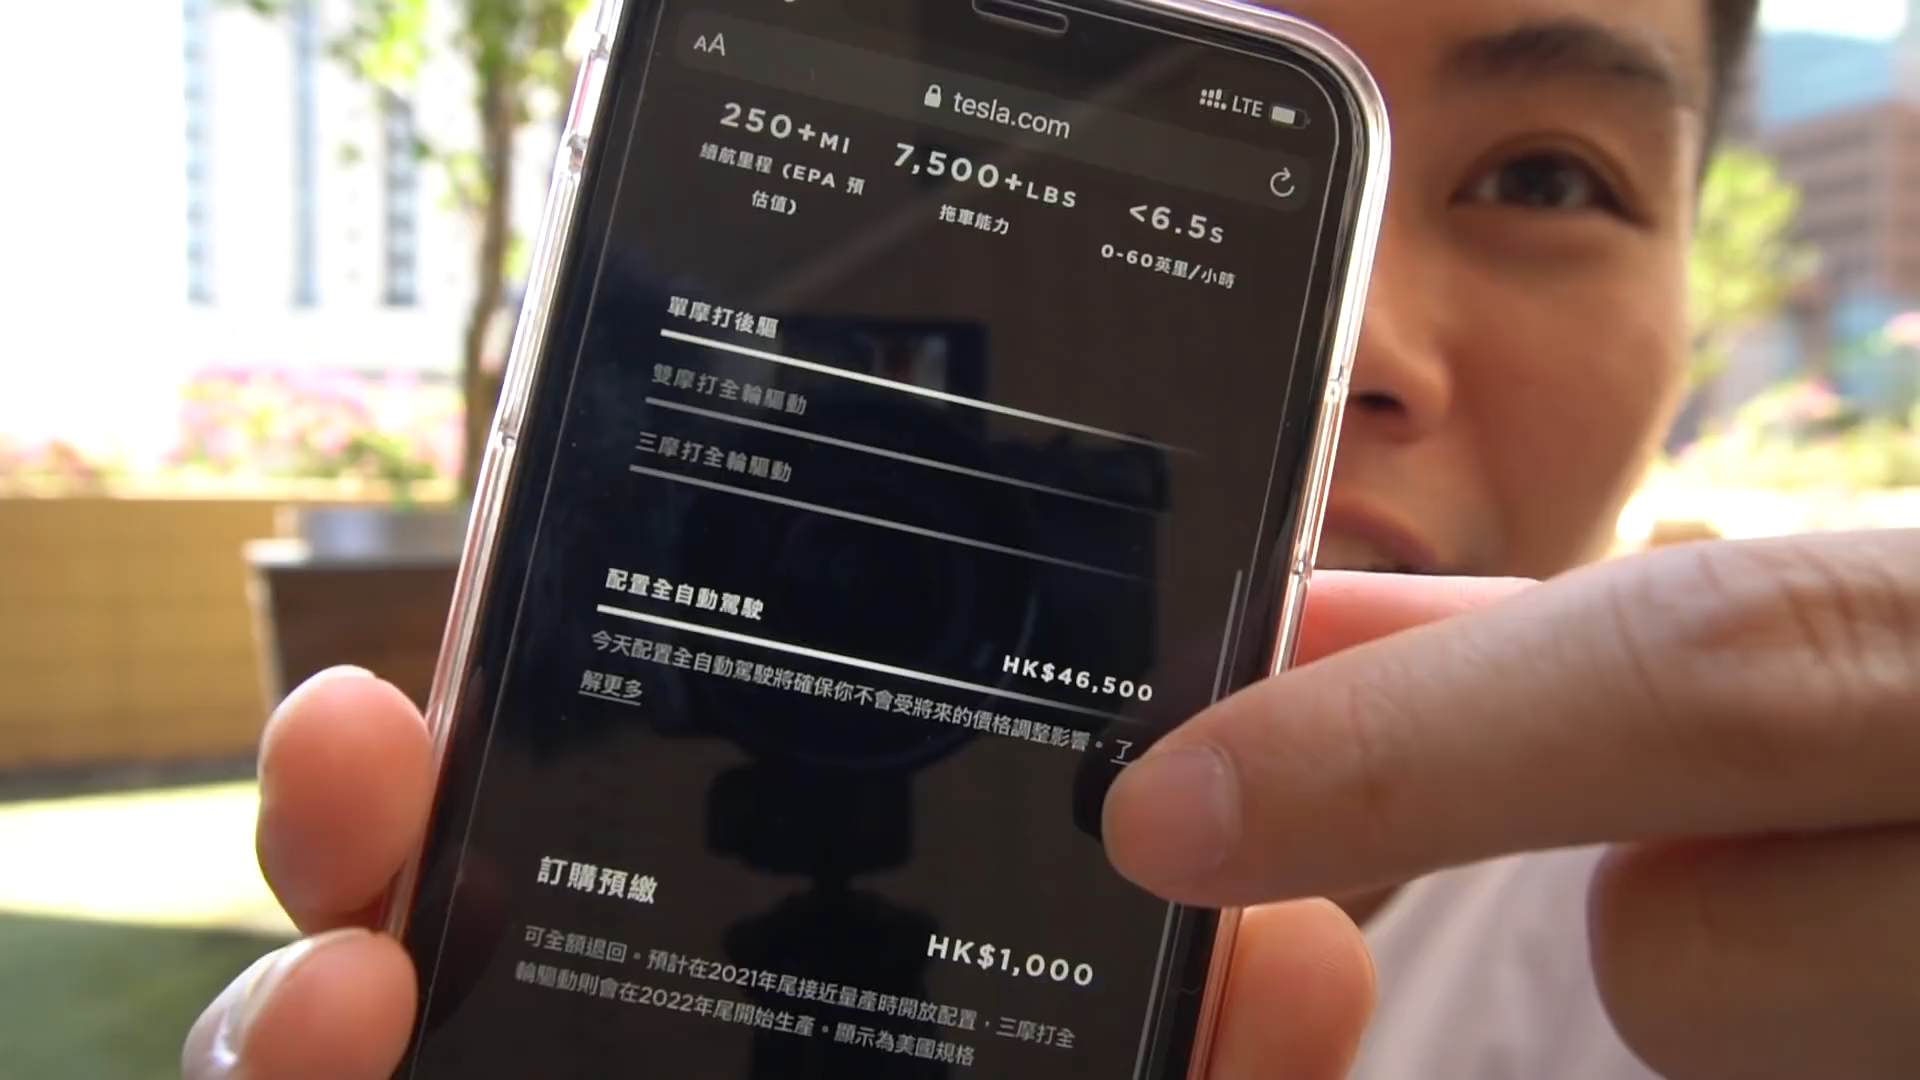 AA
tesla.com
LTE
250+MI
續航里程 (EPA 預
估值)
7,500+LBS
拖車能力
<6.5s
0-60英里/小時
單摩打後驅
雙摩打全輪驅動
三摩打全輪驅動
配置全自動駕駛
HK$46,500
今天配置全自動駕駛將確保你不會受將來的價格調整影響。了
解更多
訂購預繳
HK$1,000
可全額退回。預計在2021年尾接近量產時開放配置，三摩打全
輪驅動則會在2022年尾開始生產。顯示為美國規格